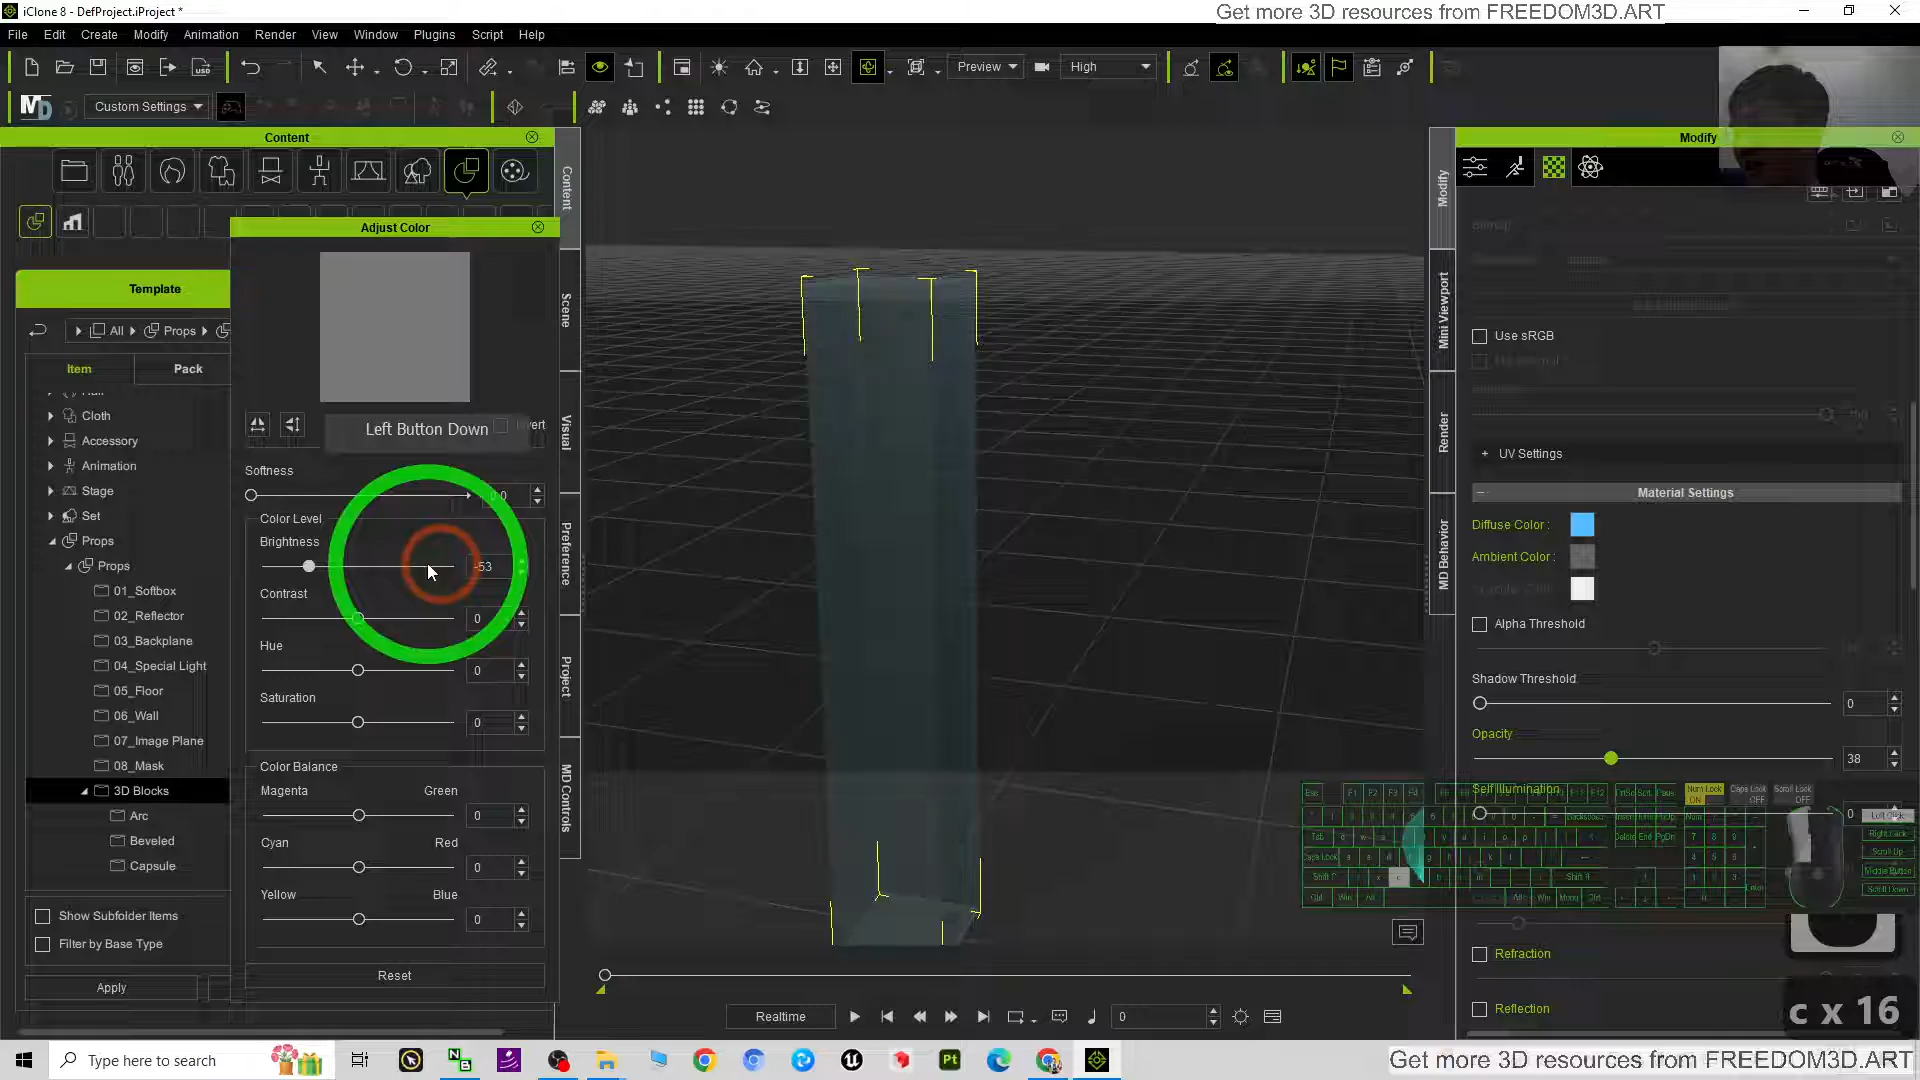 iClone 8 - DefProject.iProject *
Get more 3D resources from FREEDOM3D.ART
File Edit Create Modify Animation Render View Window Plugins Script Help
Preview High
MD Custom Settings
Content
Modify
Adjust Color
Template
All Props
Item Pack
Cloth
Accessory
Animation
Stage
Set
Props
Props
01_Softbox
02_Reflector
03_Backplane
04_Special Light
05_Floor
06_Wall
07_Image Plane
08_Mask
3D Blocks
Arc
Beveled
Capsule
Show Subfolder Items
Filter by Base Type
Apply
Left Button Down
Softness
Color Level
Brightness
-53
Contrast
0
Hue
0
Saturation
0
Color Balance
Magenta Green
0
Cyan Red
0
Yellow Blue
0
Reset
Content
Scene
Visual
Preference
Project
MD Controls
Modify
Mini Viewport
Render
MD Behavior
Use sRGB
UV Settings
Material Settings
Diffuse Color :
Ambient Color :
Alpha Threshold
Shadow Threshold
0
Opacity
38
Self Illumination
0
Refraction
Reflection
c x 16
Realtime
0
Type here to search
Get more 3D resources from FREEDOM3D.ART